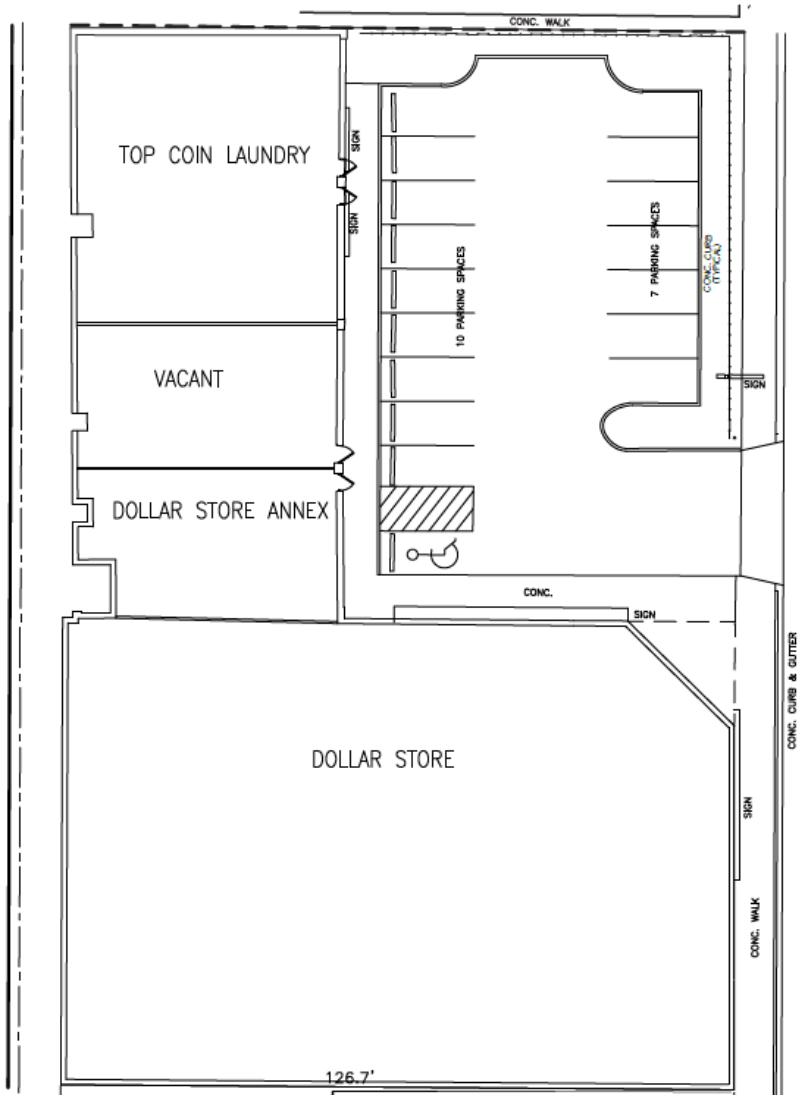 CONC. WALK
TOP COIN LAUNDRY
SIGN
SIGN
10 PARKING SPACES
7 PARKING SPACES
CONC. CURB
(TYPICAL)
VACANT
SIGN
DOLLAR STORE ANNEX
CONC.
SIGN
CONC. CURB & GUTTER
DOLLAR STORE
SIGN
CONC. WALK
126.7'